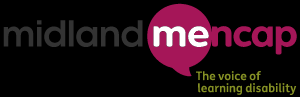 midland mencap
The voice of
learning disability